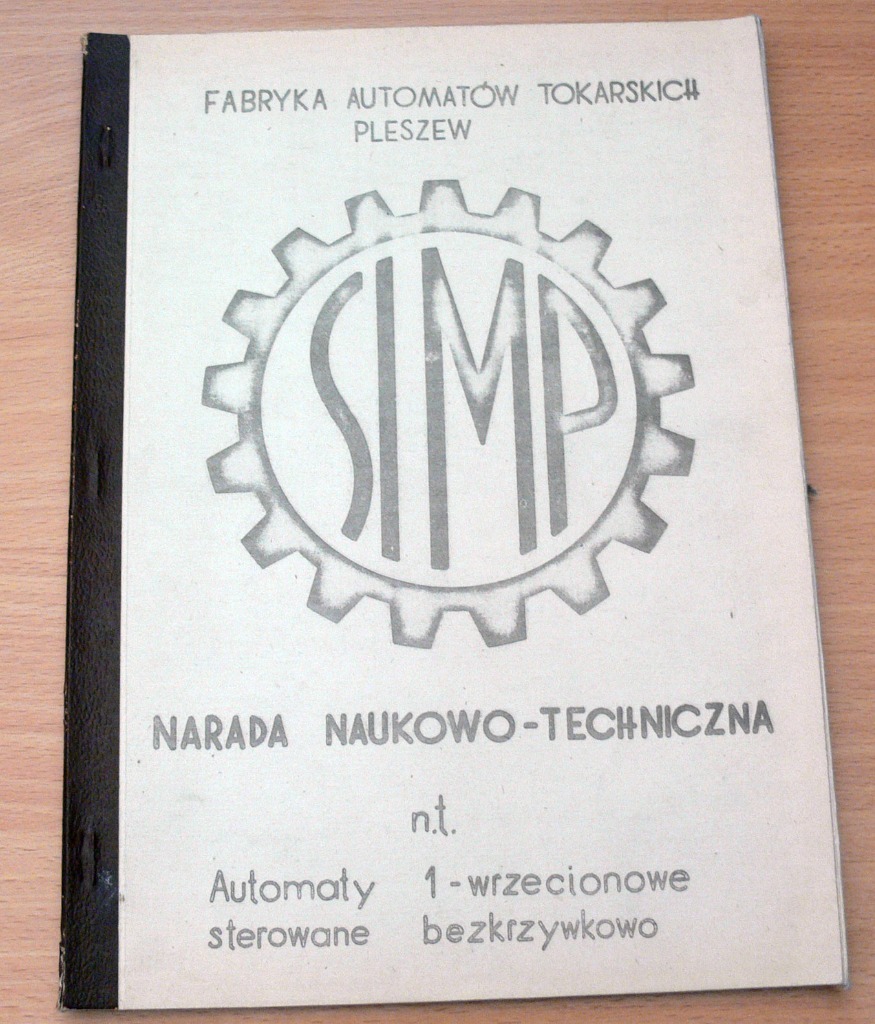 FABRYKA AUTOMATÓW TOKARSKICH
PLESZEW
SIMP
NARADA NAUKOWO-TECHNICZNA
n.t.
Automaty 1-wrzecionowe
sterowane bezkrzywkowo